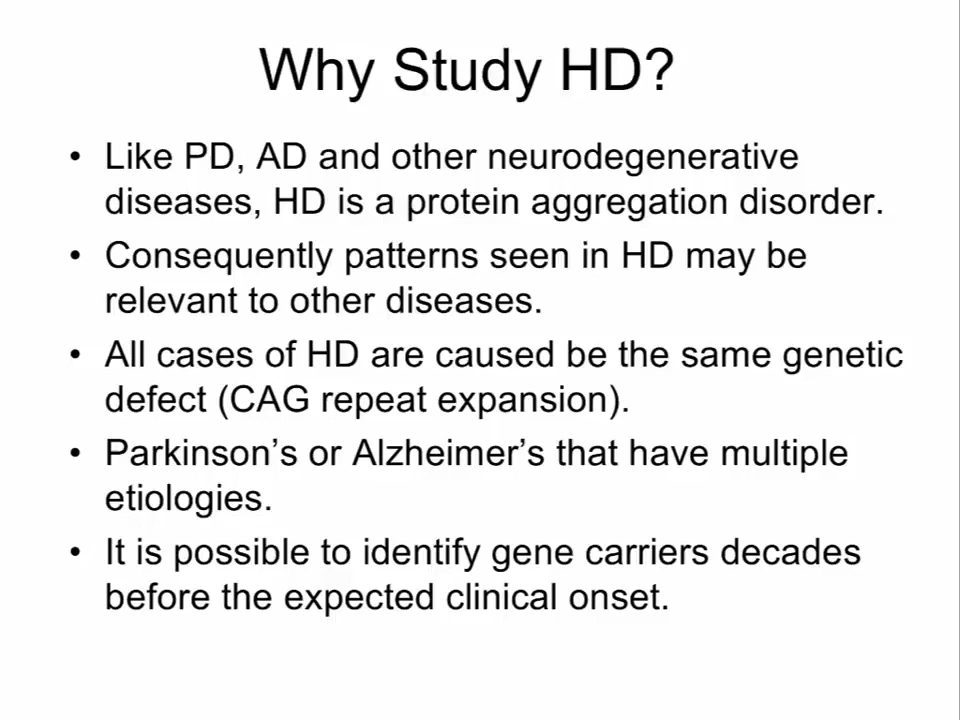 Why Study HD?
• Like PD, AD and other neurodegenerative
diseases, HD is a protein aggregation disorder.
• Consequently patterns seen in HD may be
relevant to other diseases.
• All cases of HD are caused be the same genetic
defect (CAG repeat expansion).
• Parkinson’s or Alzheimer’s that have multiple
etiologies.
• It is possible to identify gene carriers decades
before the expected clinical onset.